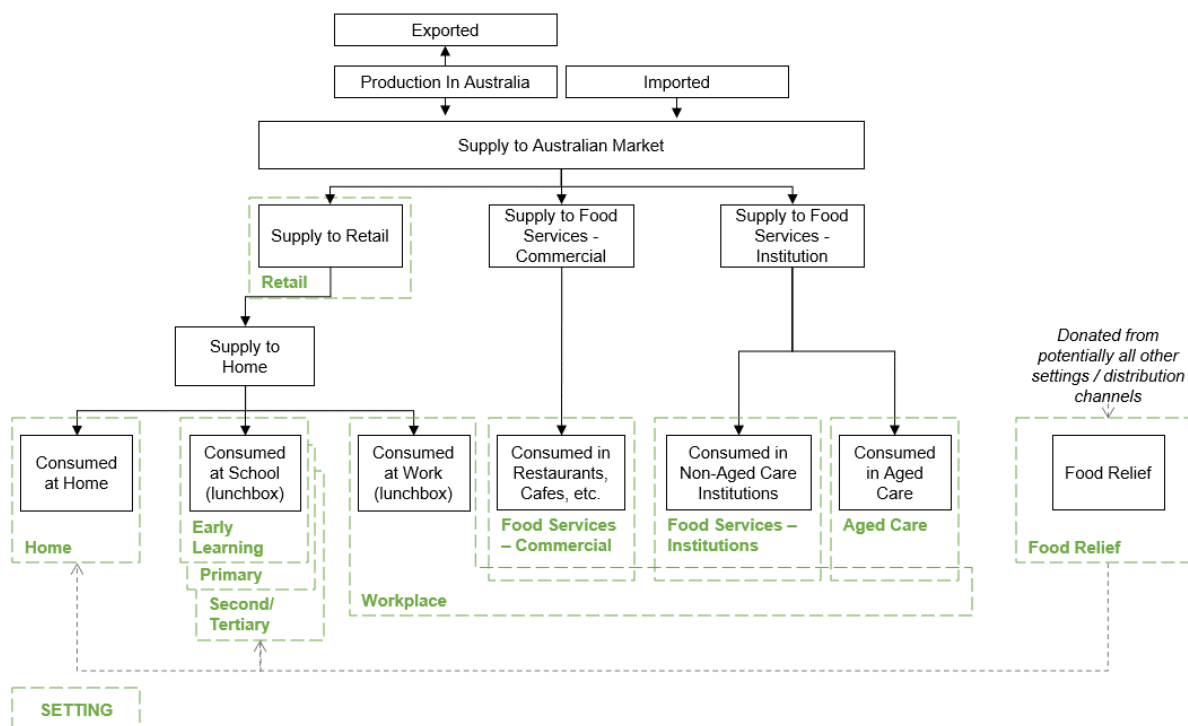 Exported
Production In Australia
Imported
Supply to Australian Market
Supply to Retail
Retail
Supply to Food
Services -
Commercial
Supply to Food
Services -
Institution
Supply to
Home
Donated from
potentially all other
settings / distribution
channels
Consumed
at Home
Home
Consumed
at School
(lunchbox)
Early
Learning
Primary
Second/
Tertiary
Consumed
at Work
(lunchbox)
Workplace
Consumed in
Restaurants,
Cafes, etc.
Food Services
– Commercial
Consumed in
Non-Aged Care
Institutions
Food Services –
Institutions
Consumed
in Aged
Care
Aged Care
Food Relief
Food Relief
SETTING